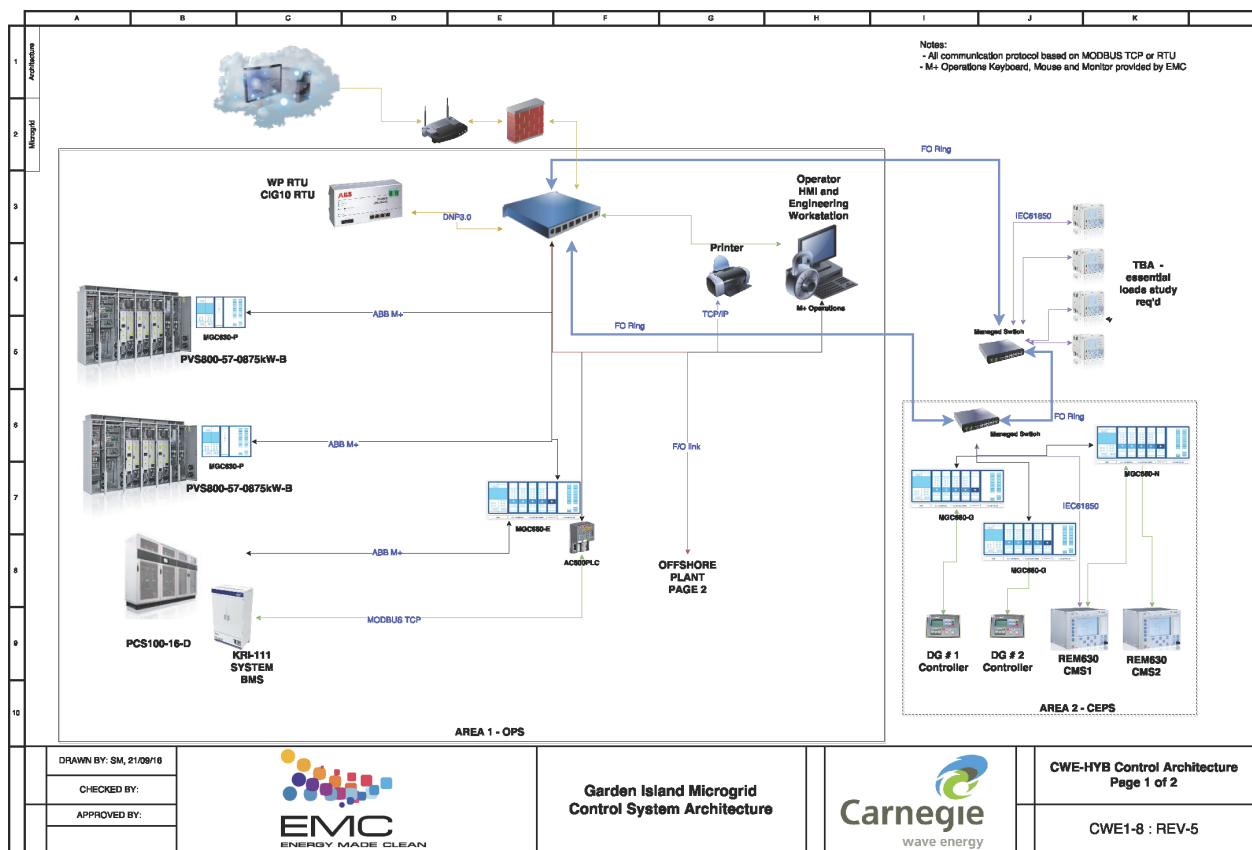 A B C D E F G H I J K
1
2
3
4
5
6
7
8
9
10
Architecture
Microgrid
Notes:
- All communication protocol based on MODBUS TCP or RTU
- M+ Operations Keyboard, Mouse and Monitor provided by EMC
FO Ring
WP RTU
CIG10 RTU
ABB
DNP3.0
Operator
HMI and
Engineering
Workstation
M+ Operations
Printer
TCP/IP
IEC61850
TBA -
essential
loads study
req'd
Managed Switch
MGC630-P
PVS800-57-0875kW-B
ABB M+
FO Ring
FO Ring
Managed Switch
MGC630-P
PVS800-57-0875kW-B
ABB M+
F/O link
MGC680-N
MGC680-E
AC500PLC
MGC680-G
IEC61850
MGC680-G
ABB M+
OFFSHORE
PLANT
PAGE 2
PCS100-16-D
MODBUS TCP
KRI-111
SYSTEM
BMS
DG # 1
Controller
DG # 2
Controller
REM630
CMS1
REM630
CMS2
AREA 2 - CEPS
AREA 1 - OPS
DRAWN BY: SM, 21/09/16
CHECKED BY:
APPROVED BY:
EMC
ENERGY MADE CLEAN
Garden Island Microgrid
Control System Architecture
Carnegie
wave energy
CWE-HYB Control Architecture
Page 1 of 2
CWE1-8 : REV-5